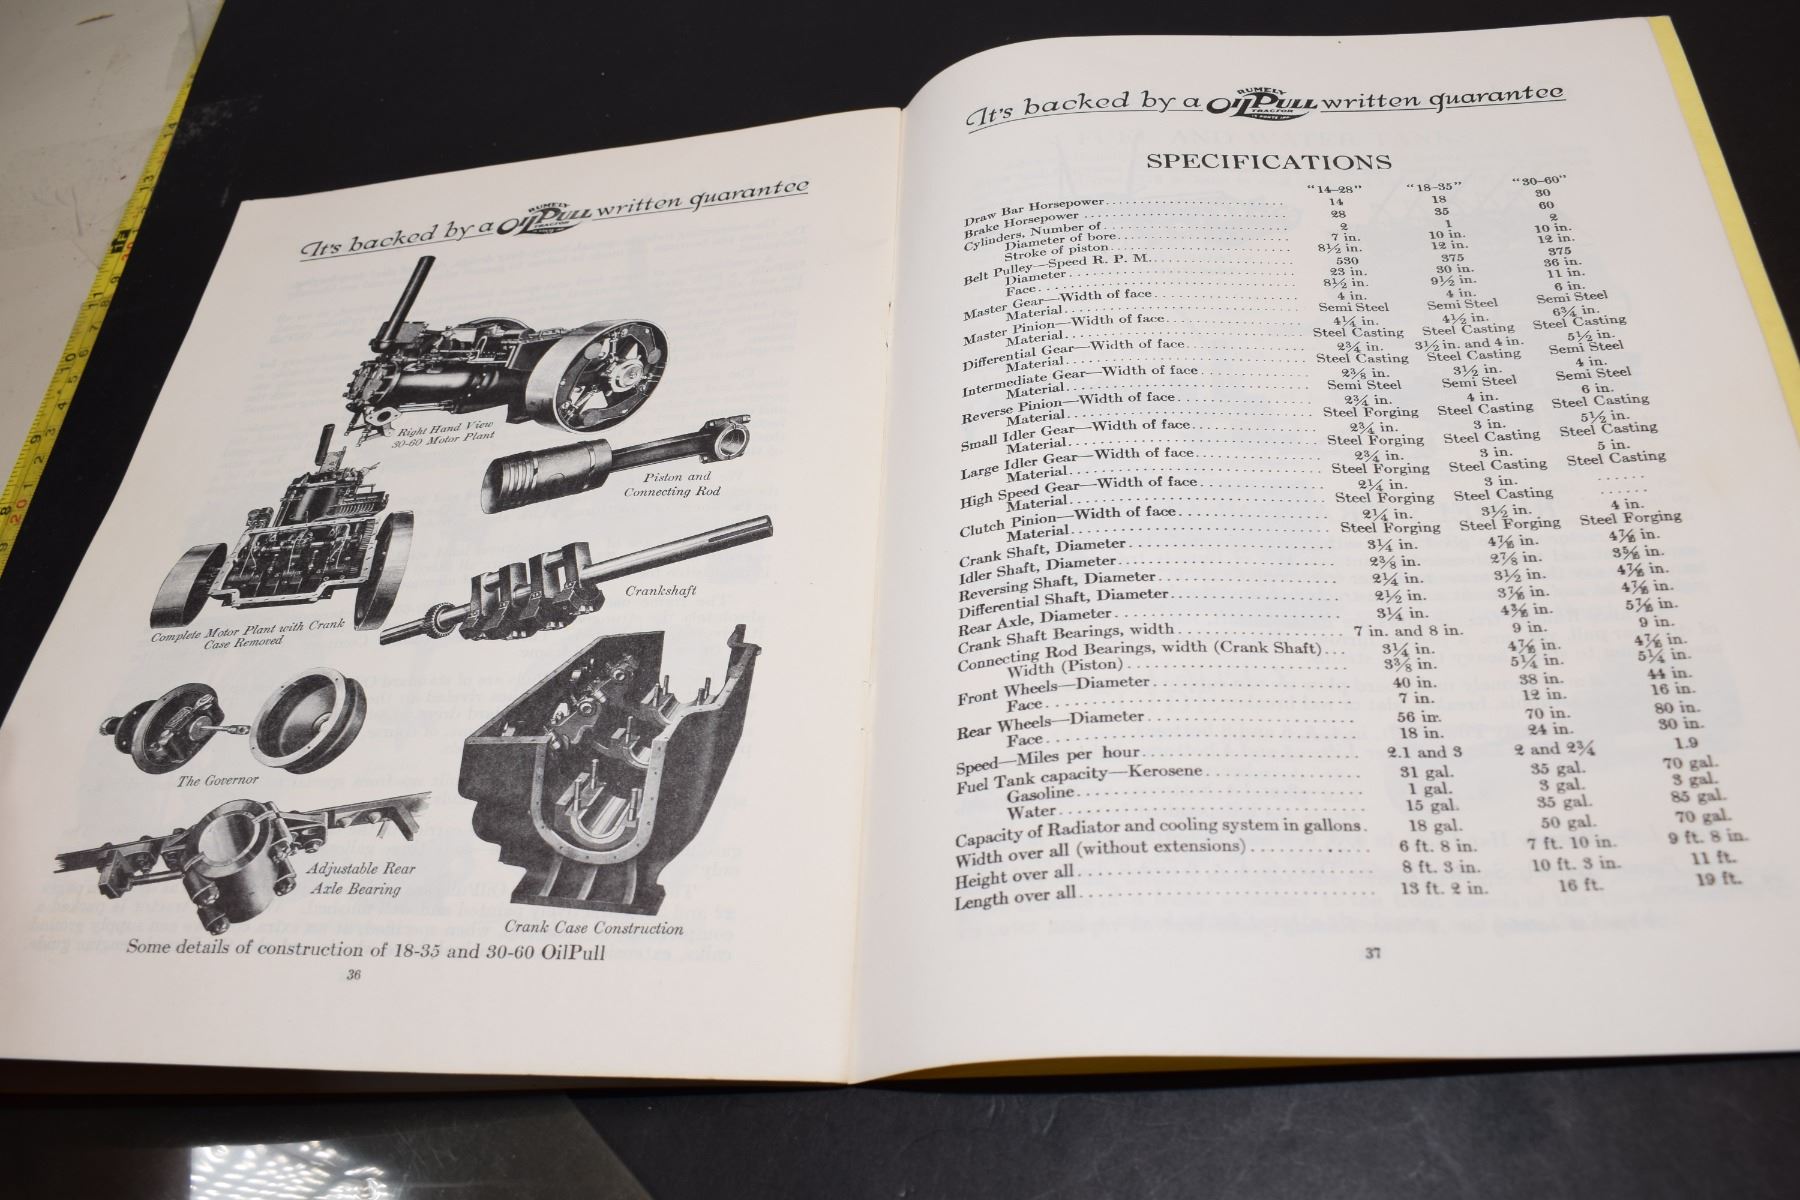 It's backed by a RUMELY OILPULL TRACTOR written guarantee
Right Hand View
30-60 Motor Plant
Piston and
Connecting Rod
Crankshaft
Complete Motor Plant with Crank
Case Removed
The Governor
Adjustable Rear
Axle Bearing
Crank Case Construction
Some details of construction of 18-35 and 30-60 OilPull
36
It's backed by a RUMELY OILPULL TRACTOR written guarantee
SPECIFICATIONS
"14-28" "18-35" "30-60"
Draw Bar Horsepower 14 18 30
Brake Horsepower 28 35 60
Cylinders, Number of 2 1 2
Diameter of bore 7 in. 10 in. 10 in.
Stroke of piston 8½ in. 12 in. 12 in.
Belt Pulley—Speed R. P. M. 530 375 375
Diameter 23 in. 30 in. 36 in.
Face 8½ in. 9½ in. 11 in.
Master Gear—Width of face 4 in. 4 in. 6 in.
Material Semi Steel Semi Steel Semi Steel
Master Pinion—Width of face 4¼ in. 4½ in. 6¾ in.
Material Steel Casting Steel Casting Steel Casting
Differential Gear—Width of face 2¾ in. 3½ in. and 4 in. 5½ in.
Material Steel Casting Steel Casting Semi Steel
Intermediate Gear—Width of face 2⅜ in. 3½ in. 4 in.
Material Semi Steel Semi Steel Semi Steel
Reverse Pinion—Width of face 2¾ in. 4 in. 6 in.
Material Steel Forging Steel Casting Steel Casting
Small Idler Gear—Width of face 2¾ in. 3 in. 5½ in.
Material Steel Forging Steel Casting Steel Casting
Large Idler Gear—Width of face 2¾ in. 3 in. 5 in.
Material Steel Forging Steel Casting Steel Casting
High Speed Gear—Width of face 2¼ in. 3 in. ......
Material Steel Forging Steel Casting ......
Clutch Pinion—Width of face 2¼ in. 3½ in. 4 in.
Material Steel Forging Steel Forging Steel Forging
Crank Shaft, Diameter 3¼ in. 4 7/16 in. 4 7/16 in.
Idler Shaft, Diameter 2⅜ in. 2⅞ in. in.
Reversing Shaft, Diameter 2¼ in. 3½ in. 4 7/16 in.
Differential Shaft, Diameter 2½ in. 3 7/16 in. 4 7/16 in.
Rear Axle, Diameter 3¼ in. in. 5 7/16 in.
Crank Shaft Bearings, width 7 in. and 8 in. 9 in. 9 in.
Connecting Rod Bearings, width (Crank Shaft) 3¼ in. 4 7/16 in. 4 7/16 in.
Width (Piston) 3⅜ in. 5¼ in. 5¼ in.
Front Wheels—Diameter 40 in. 38 in. 44 in.
Face 7 in. 12 in. 16 in.
Rear Wheels—Diameter 56 in. 70 in. 80 in.
Face 18 in. 24 in. 30 in.
Speed—Miles per hour 2.1 and 3 2 and 2¾ 1.9
Fuel Tank capacity—Kerosene 31 gal. 35 gal. 70 gal.
Gasoline 1 gal. 3 gal. 3 gal.
Water 15 gal. 35 gal. 85 gal.
Capacity of Radiator and cooling system in gallons. 18 gal. 50 gal. 70 gal.
Width over all (without extensions) 6 ft. 8 in. 7 ft. 10 in. 9 ft. 8 in.
Height over all 8 ft. 3 in. 10 ft. 3 in. 11 ft.
Length over all 13 ft. 2 in. 16 ft. 19 ft.
37